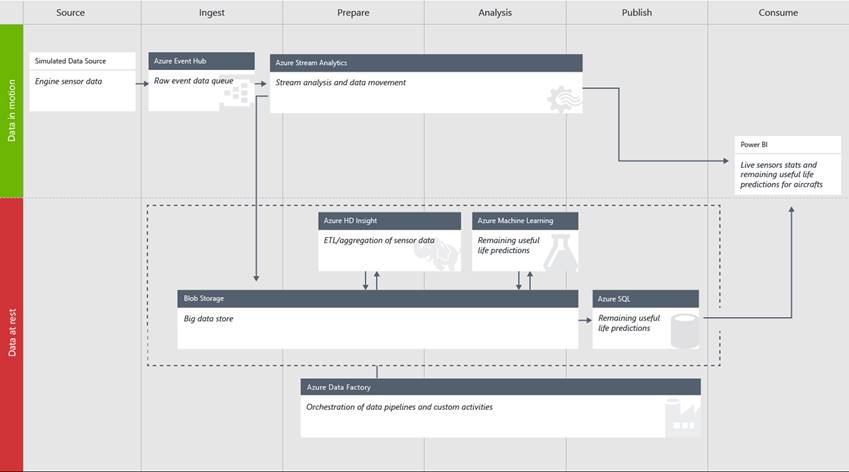 Source
Ingest
Prepare
Analysis
Publish
Consume
Data in motion
Simulated Data Source
Engine sensor data
Azure Event Hub
Raw event data queue
Azure Stream Analytics
Stream analysis and data movement
Power BI
Live sensors stats and
remaining useful life
predictions for aircrafts
Data at rest
Azure HD Insight
ETL/aggregation of sensor data
Azure Machine Learning
Remaining useful
life predictions
Blob Storage
Big data store
Azure SQL
Remaining useful
life predictions
Azure Data Factory
Orchestration of data pipelines and custom activities